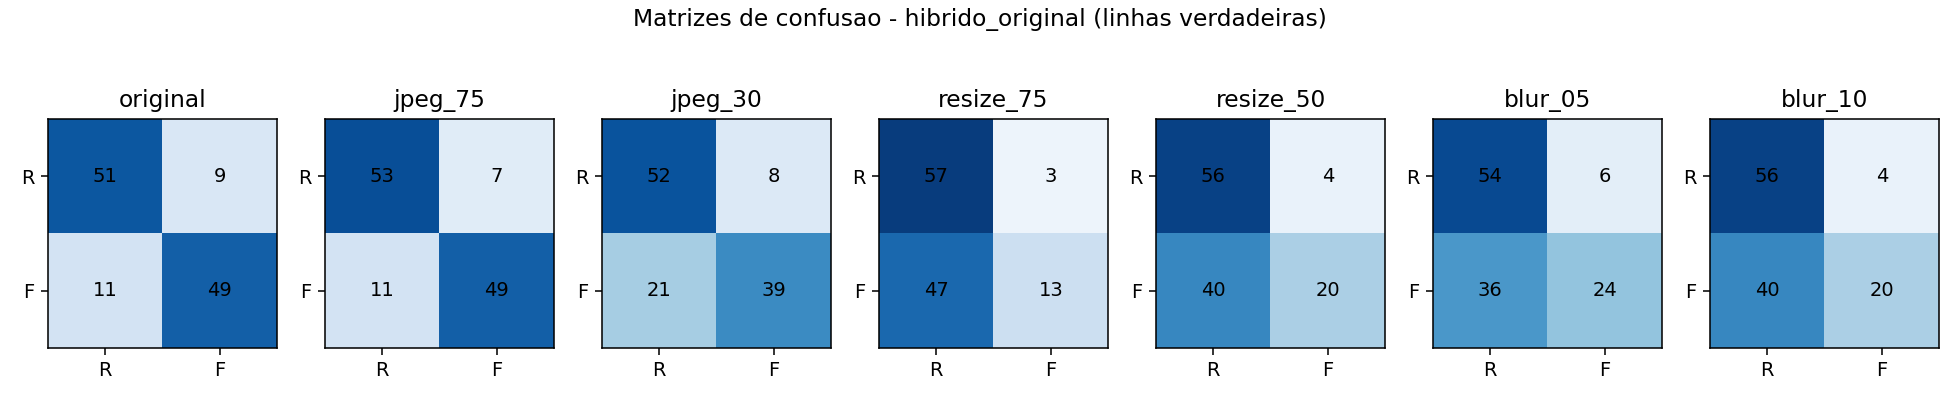 Matrizes de confusao - hibrido_original (linhas verdadeiras)
original jpeg_75 jpeg_30 resize_75 resize_50 blur_05 blur_10
R 51 9 R 53 7 R 52 8 R 57 3 R 56 4 R 54 6 R 56 4
F 11 49 F 11 49 F 21 39 F 47 13 F 40 20 F 36 24 F 40 20
R F R F R F R F R F R F R F